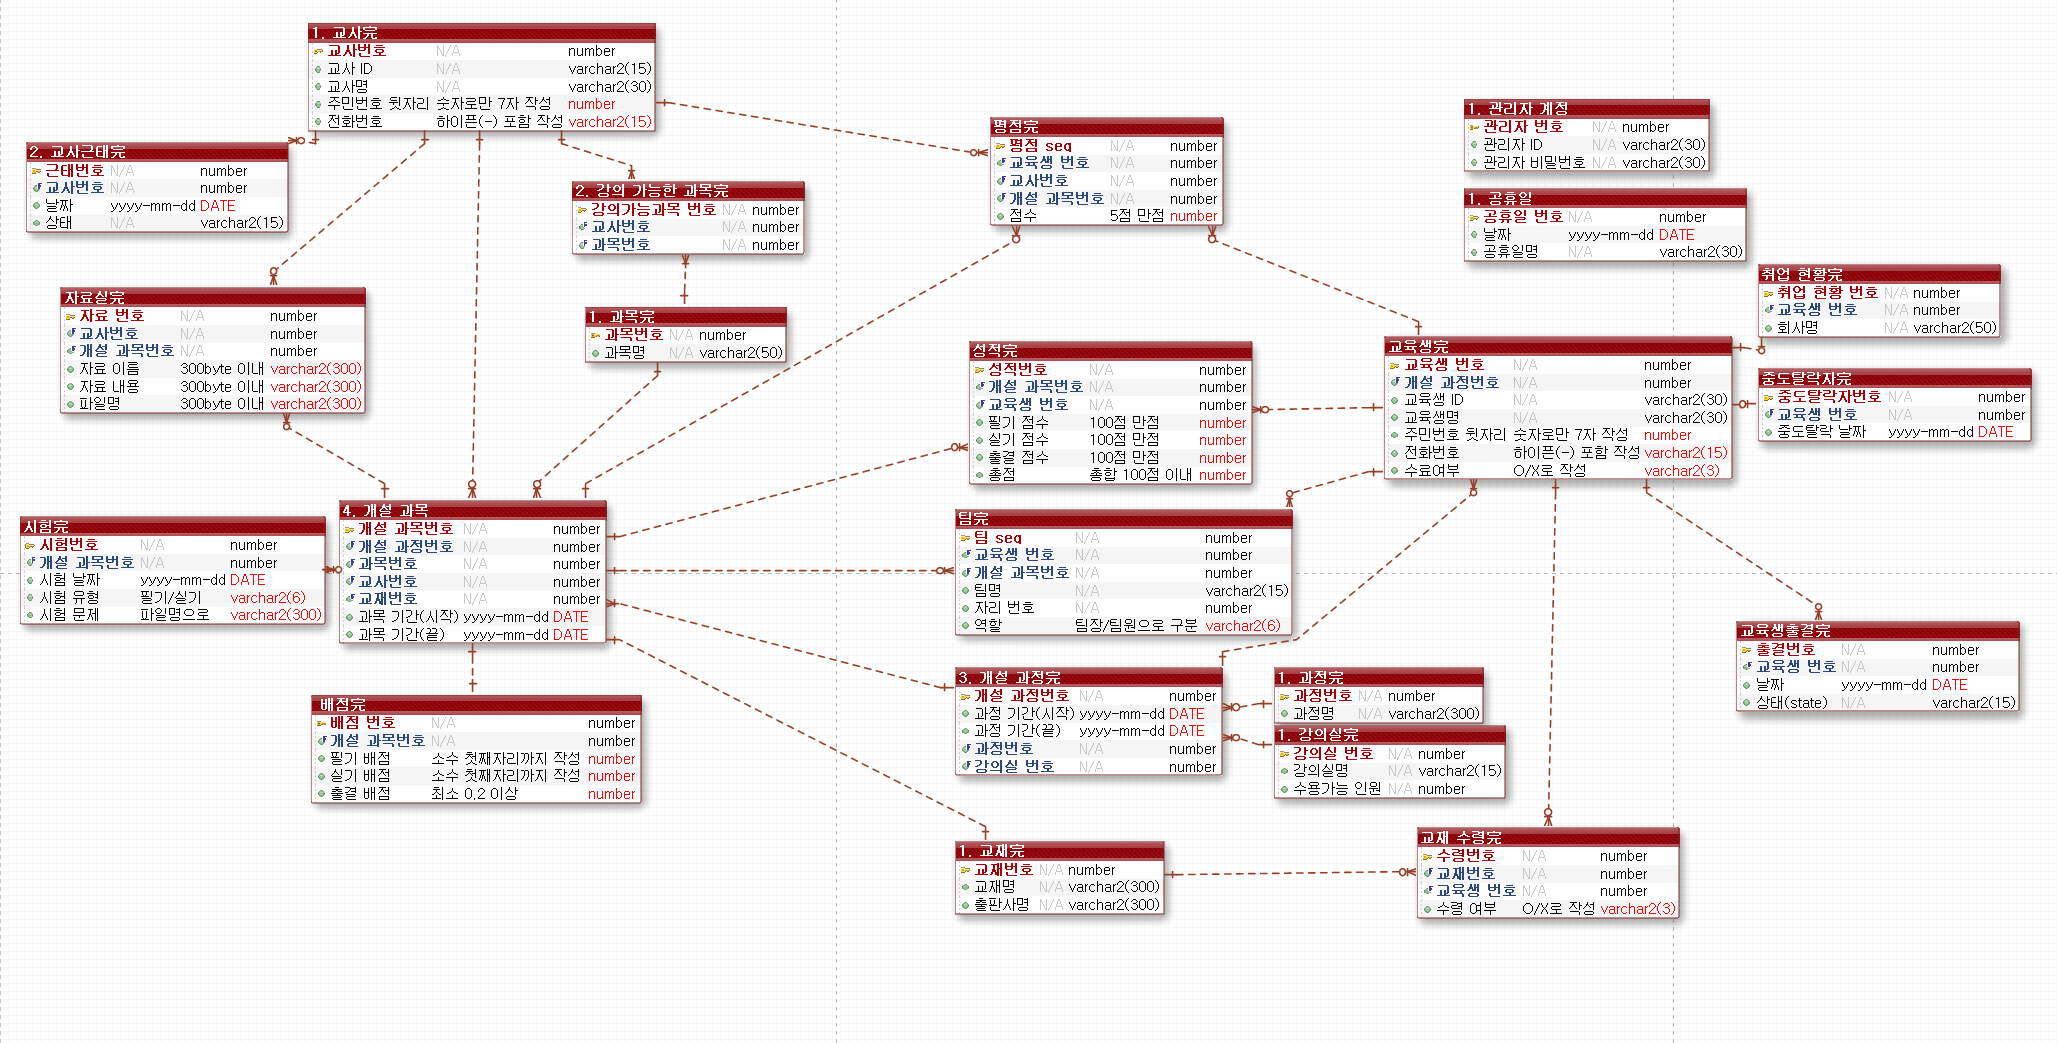 1. 교사完
교사번호 N/A number
교사 ID N/A varchar2(15)
교사명 N/A varchar2(30)
주민번호 뒷자리 숫자로만 7자 작성 number
전화번호 하이픈(-) 포함 작성 varchar2(15)
2. 교사근태完
근태번호 N/A number
교사번호 N/A number
날짜 yyyy-mm-dd DATE
상태 N/A varchar2(15)
2. 강의 가능한 과목完
강의가능과목 번호 N/A number
교사번호 N/A number
과목번호 N/A number
평점完
평점 seq N/A number
교육생 번호 N/A number
교사번호 N/A number
개설 과목번호 N/A number
점수 5점 만점 number
1. 관리자 계정
관리자 번호 N/A number
관리자 ID N/A varchar2(30)
관리자 비밀번호 N/A varchar2(30)
1. 공휴일
공휴일 번호 N/A number
날짜 yyyy-mm-dd DATE
공휴일명 N/A varchar2(30)
취업 현황完
취업 현황 번호 N/A number
교육생 번호 N/A number
회사명 N/A varchar2(50)
자료실完
자료 번호 N/A number
교사번호 N/A number
개설 과목번호 N/A number
자료 이름 300byte 이내 varchar2(300)
자료 내용 300byte 이내 varchar2(300)
파일명 300byte 이내 varchar2(300)
1. 과목完
과목번호 N/A number
과목명 N/A varchar2(50)
성적完
성적번호 N/A number
개설 과목번호 N/A number
교육생 번호 N/A number
필기 점수 100점 만점 number
실기 점수 100점 만점 number
출결 점수 100점 만점 number
총점 총합 100점 이내 number
교육생完
교육생 번호 N/A number
개설 과정번호 N/A number
교육생 ID N/A varchar2(30)
교육생명 N/A varchar2(30)
주민번호 뒷자리 숫자로만 7자 작성 number
전화번호 하이픈(-) 포함 작성 varchar2(15)
수료여부 O/X로 작성 varchar2(3)
중도탈락자完
중도탈락자번호 N/A number
교육생 번호 N/A number
중도탈락 날짜 yyyy-mm-dd DATE
시험完
시험번호 N/A number
개설 과목번호 N/A number
시험 날짜 yyyy-mm-dd DATE
시험 유형 필기/실기 varchar2(6)
시험 문제 파일명으로 varchar2(300)
4. 개설 과목
개설 과목번호 N/A number
개설 과정번호 N/A number
과목번호 N/A number
교사번호 N/A number
교재번호 N/A number
과목 기간(시작) yyyy-mm-dd DATE
과목 기간(끝) yyyy-mm-dd DATE
팀完
팀 seq N/A number
교육생 번호 N/A number
개설 과목번호 N/A number
팀명 varchar2(15)
자리 번호 number
역할 팀장/팀원으로 구분 varchar2(6)
교육생출결完
출결번호 N/A number
교육생 번호 N/A number
날짜 yyyy-mm-dd DATE
상태(state) N/A varchar2(15)
배점完
배점 번호 N/A number
개설 과목번호 N/A number
필기 배점 소수 첫째자리까지 작성 number
실기 배점 소수 첫째자리까지 작성 number
출결 배점 최소 0.2 이상 number
3. 개설 과정完
개설 과정번호 N/A number
과정 기간(시작) yyyy-mm-dd DATE
과정 기간(끝) yyyy-mm-dd DATE
과정번호 N/A number
강의실 번호 N/A number
1. 과정完
과정번호 N/A number
과정명 N/A varchar2(300)
1. 강의실完
강의실 번호 N/A number
강의실명 N/A varchar2(15)
수용가능 인원 N/A number
1. 교재完
교재번호 N/A number
교재명 N/A varchar2(300)
출판사명 N/A varchar2(300)
교재 수령完
수령번호 N/A number
교재번호 N/A number
교육생 번호 N/A number
수령 여부 O/X로 작성 varchar2(3)